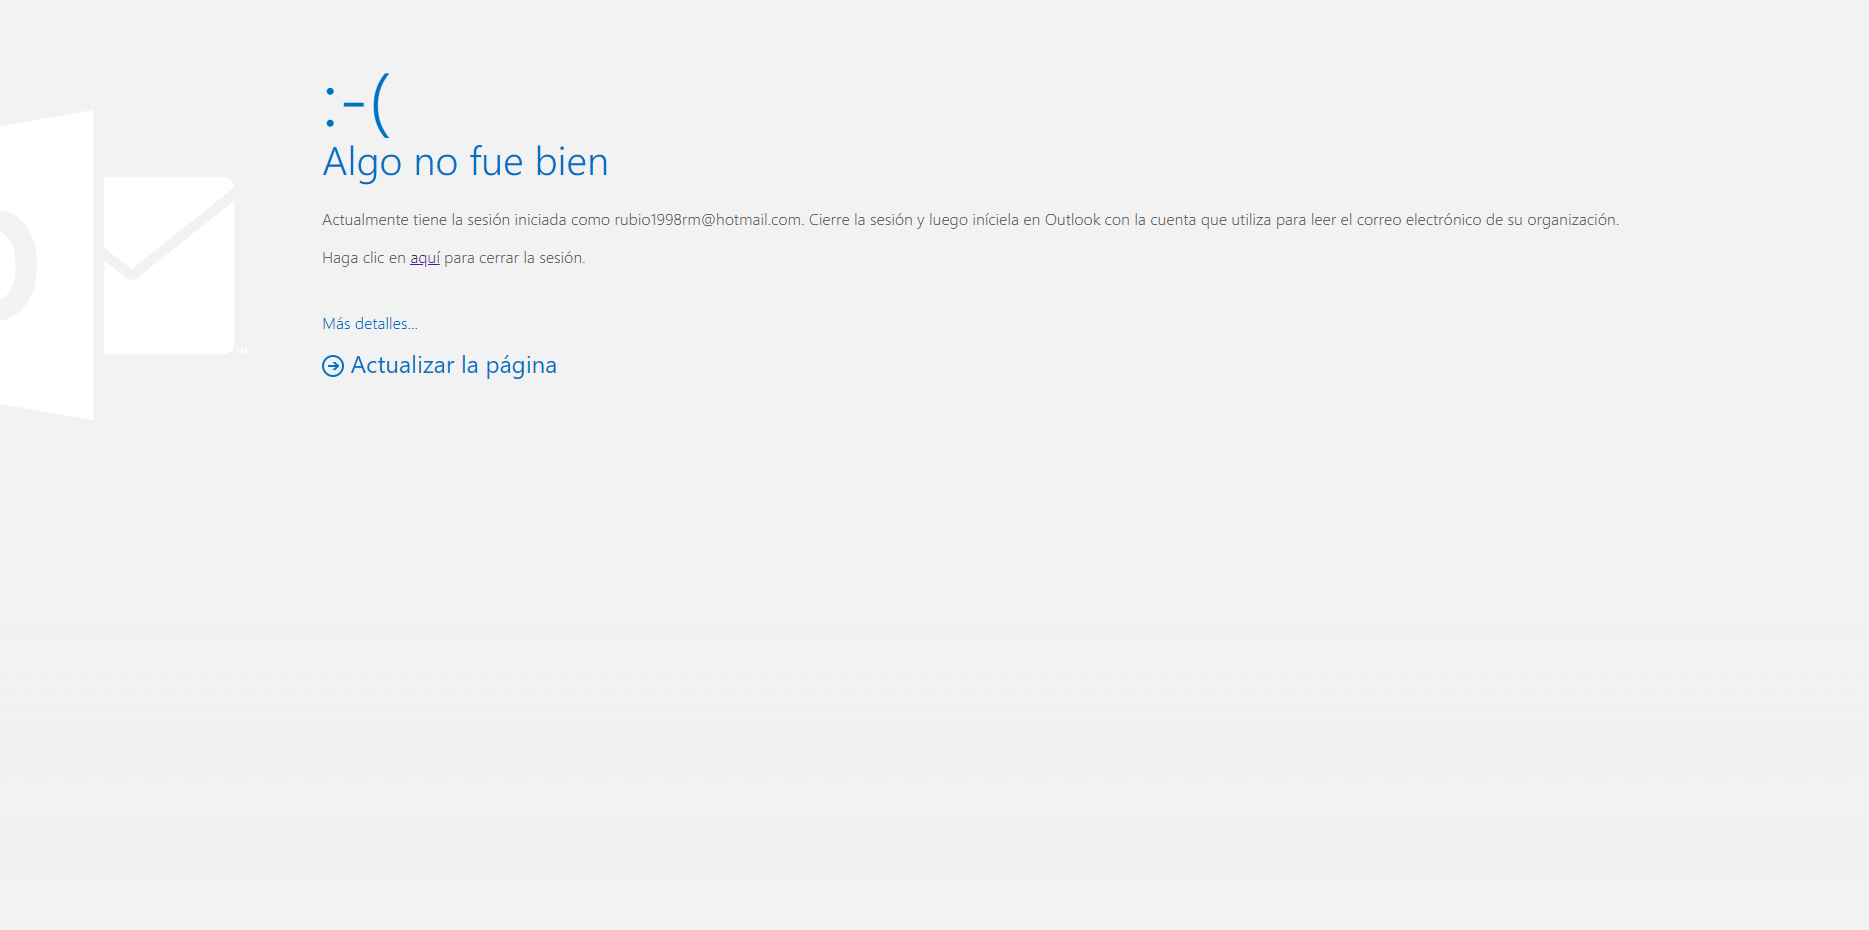 :-(
Algo no fue bien
Actualmente tiene la sesión iniciada como rubio1998rm@hotmail.com. Cierre la sesión y luego iníciela en Outlook con la cuenta que utiliza para leer el correo electrónico de su organización.
Haga clic en aquí para cerrar la sesión.
Más detalles...
Actualizar la página
TM